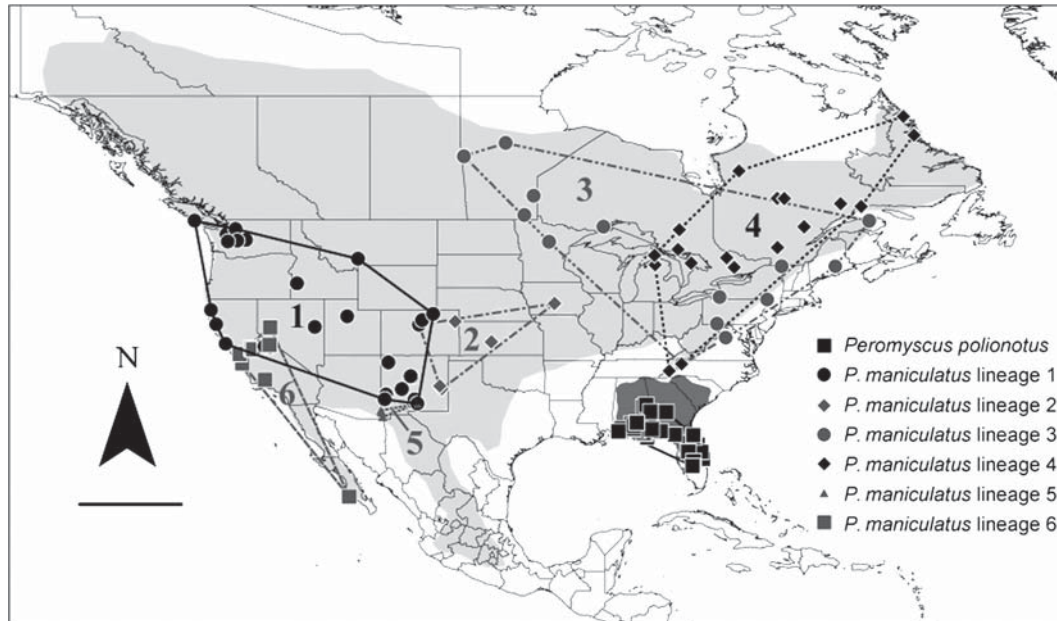 3
4
1
2
6
5
N
Peromyscus polionotus
P. maniculatus lineage 1
P. maniculatus lineage 2
P. maniculatus lineage 3
P. maniculatus lineage 4
P. maniculatus lineage 5
P. maniculatus lineage 6